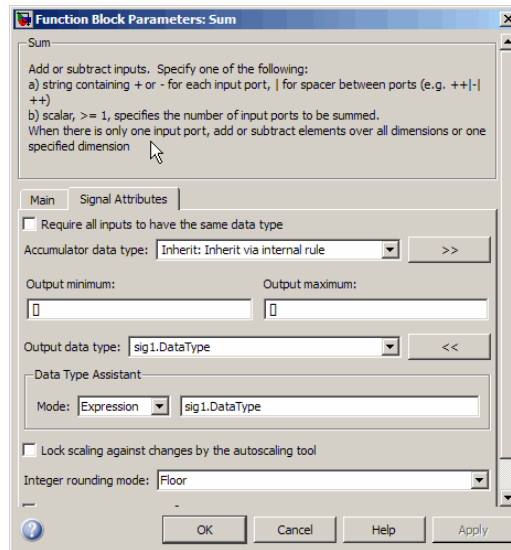 Function Block Parameters: Sum
Sum
Add or subtract inputs. Specify one of the following:
a) string containing + or - for each input port, | for spacer between ports (e.g. ++|-|
++)
b) scalar, >= 1, specifies the number of input ports to be summed.
When there is only one input port, add or subtract elements over all dimensions or one
specified dimension
Main Signal Attributes
Require all inputs to have the same data type
Accumulator data type: Inherit: Inherit via internal rule >>
Output minimum: Output maximum:
[] []
Output data type: sig1.DataType <<
Data Type Assistant
Mode: Expression sig1.DataType
Lock scaling against changes by the autoscaling tool
Integer rounding mode: Floor
OK Cancel Help Apply